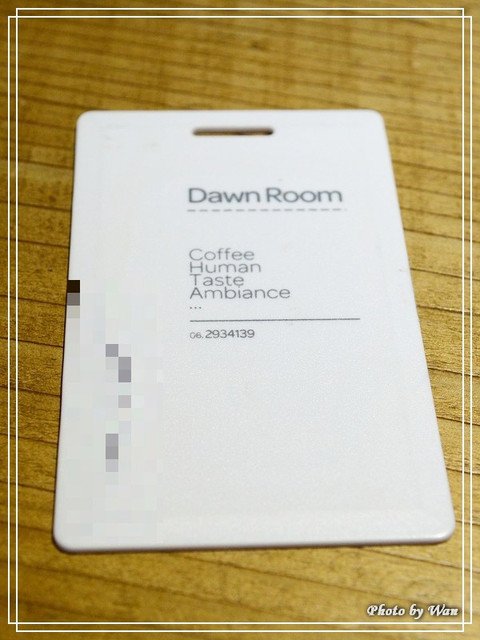 Dawn Room
Coffee
Human
Taste
Ambiance
...
06. 2934139
Photo by Wan